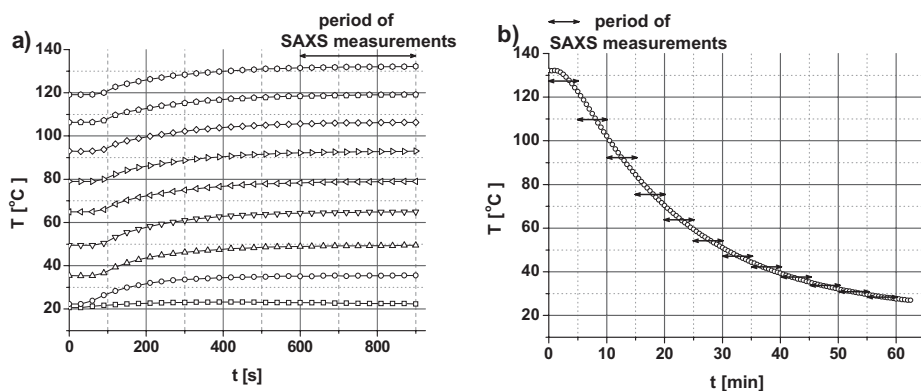 a)
period of
SAXS measurements
T [°C]
140
120
100
80
60
40
20
0 200 400 600 800
t [s]
b)
period of
SAXS measurements
T [°C]
140
120
100
80
60
40
20
0 10 20 30 40 50 60
t [min]